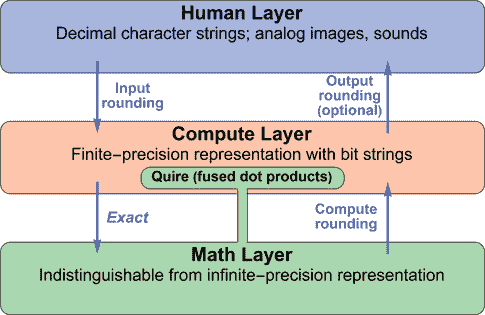 Human Layer
Decimal character strings; analog images, sounds
Input
rounding
Output
rounding
(optional)
Compute Layer
Finite–precision representation with bit strings
Quire (fused dot products)
Exact
Compute
rounding
Math Layer
Indistinguishable from infinite–precision representation